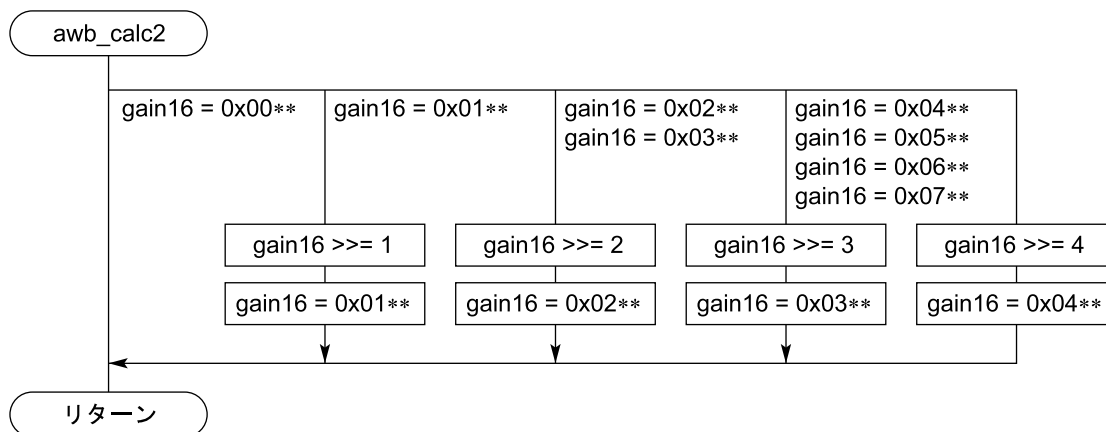 awb_calc2
gain16 = 0x00**
gain16 = 0x01**
gain16 = 0x02**
gain16 = 0x03**
gain16 = 0x04**
gain16 = 0x05**
gain16 = 0x06**
gain16 = 0x07**
gain16 >>= 1
gain16 >>= 2
gain16 >>= 3
gain16 >>= 4
gain16 = 0x01**
gain16 = 0x02**
gain16 = 0x03**
gain16 = 0x04**
リターン